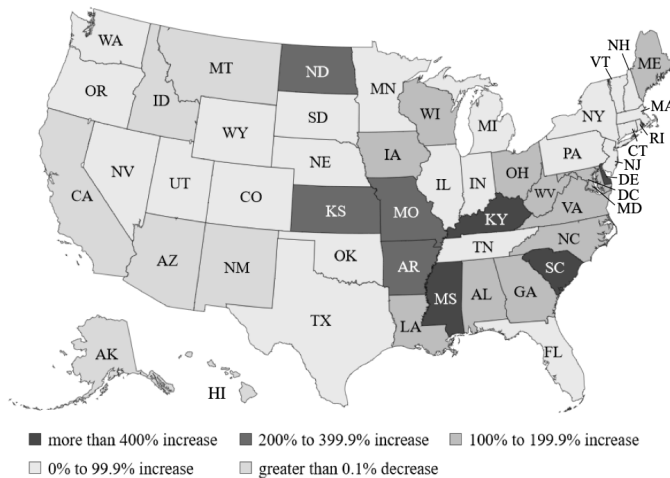 WA
OR
ID
MT
ND
MN
WI
MI
VT
NH
ME
NY
MA
RI
CT
NJ
PA
DE
DC
MD
SD
WY
NE
IA
IL
IN
OH
WV
VA
NV
UT
CO
KS
MO
KY
NC
CA
AZ
NM
OK
AR
TN
SC
MS
AL
GA
TX
LA
FL
AK
HI
more than 400% increase 200% to 399.9% increase 100% to 199.9% increase
0% to 99.9% increase greater than 0.1% decrease